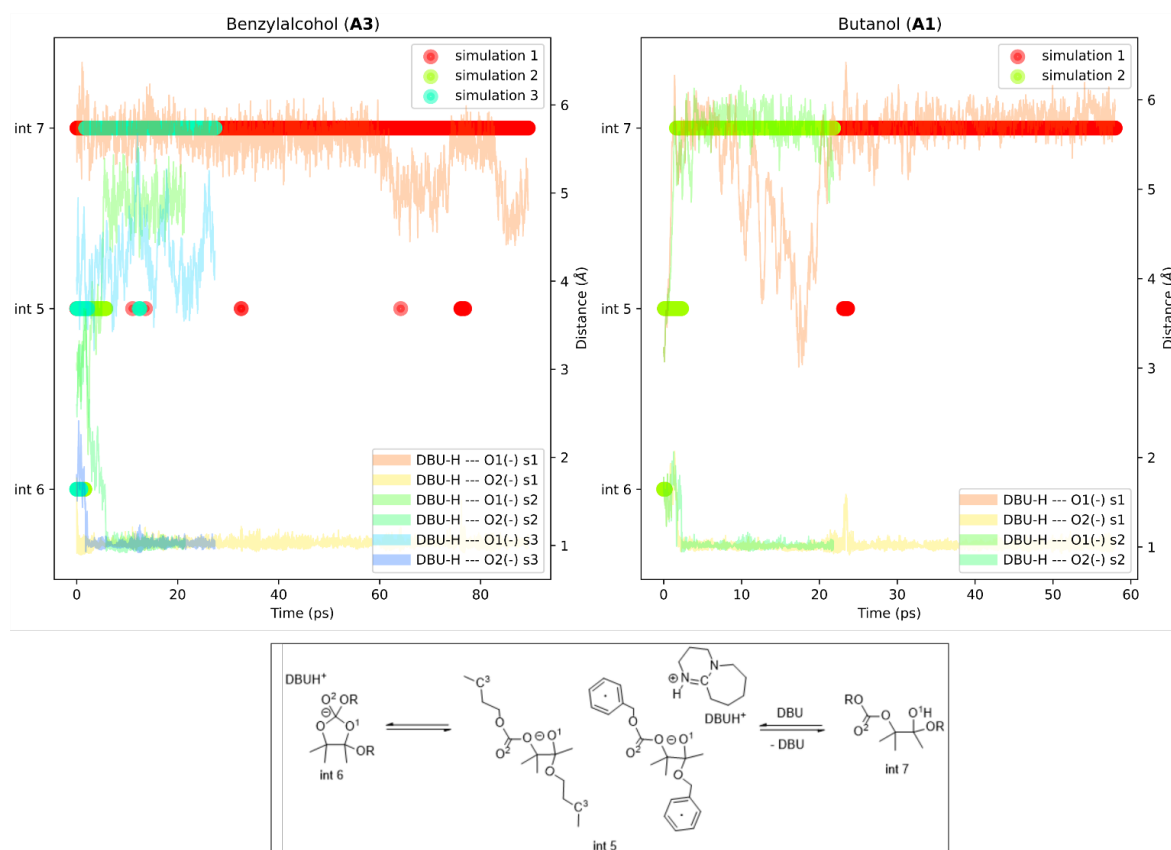 Benzylalcohol (A3)
simulation 1
simulation 2
simulation 3
int 7
int 5
int 6
6
5
4
3
2
1
Distance (Å)
DBU-H --- O1(-) s1
DBU-H --- O2(-) s1
DBU-H --- O1(-) s2
DBU-H --- O2(-) s2
DBU-H --- O1(-) s3
DBU-H --- O2(-) s3
0 20 40 60 80
Time (ps)
Butanol (A1)
simulation 1
simulation 2
int 7
int 5
int 6
6
5
4
3
2
1
Distance (Å)
DBU-H --- O1(-) s1
DBU-H --- O2(-) s1
DBU-H --- O1(-) s2
DBU-H --- O2(-) s2
0 10 20 30 40 50 60
Time (ps)
DBUH⁺
O² OR
⊖
O O¹
OR
int 6
C³
O
O ⊖ O¹
O²
O
C³
O
O ⊖ O¹
O²
O
int 5
N
⊕ N
H
DBUH⁺
DBU
- DBU
RO O
O²
O¹H
OR
int 7